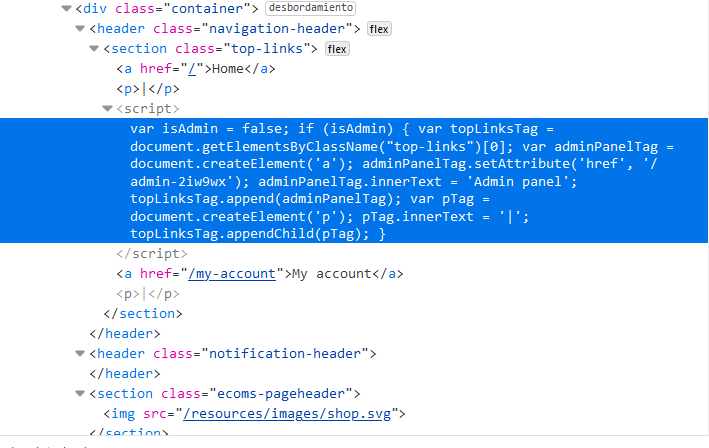 <div class="container"> desbordamiento
<header class="navigation-header"> flex
<section class="top-links"> flex
<a href="/">Home</a>
<p>|</p>
<script>
var isAdmin = false; if (isAdmin) { var topLinksTag =
document.getElementsByClassName("top-links")[0]; var adminPanelTag =
document.createElement('a'); adminPanelTag.setAttribute('href', '/
admin-2iw9wx'); adminPanelTag.innerText = 'Admin panel';
topLinksTag.append(adminPanelTag); var pTag =
document.createElement('p'); pTag.innerText = '|';
topLinksTag.appendChild(pTag); }
</script>
<a href="/my-account">My account</a>
<p>|</p>
</section>
</header>
<header class="notification-header">
</header>
<section class="ecoms-pageheader">
<img src="/resources/images/shop.svg">
</section>